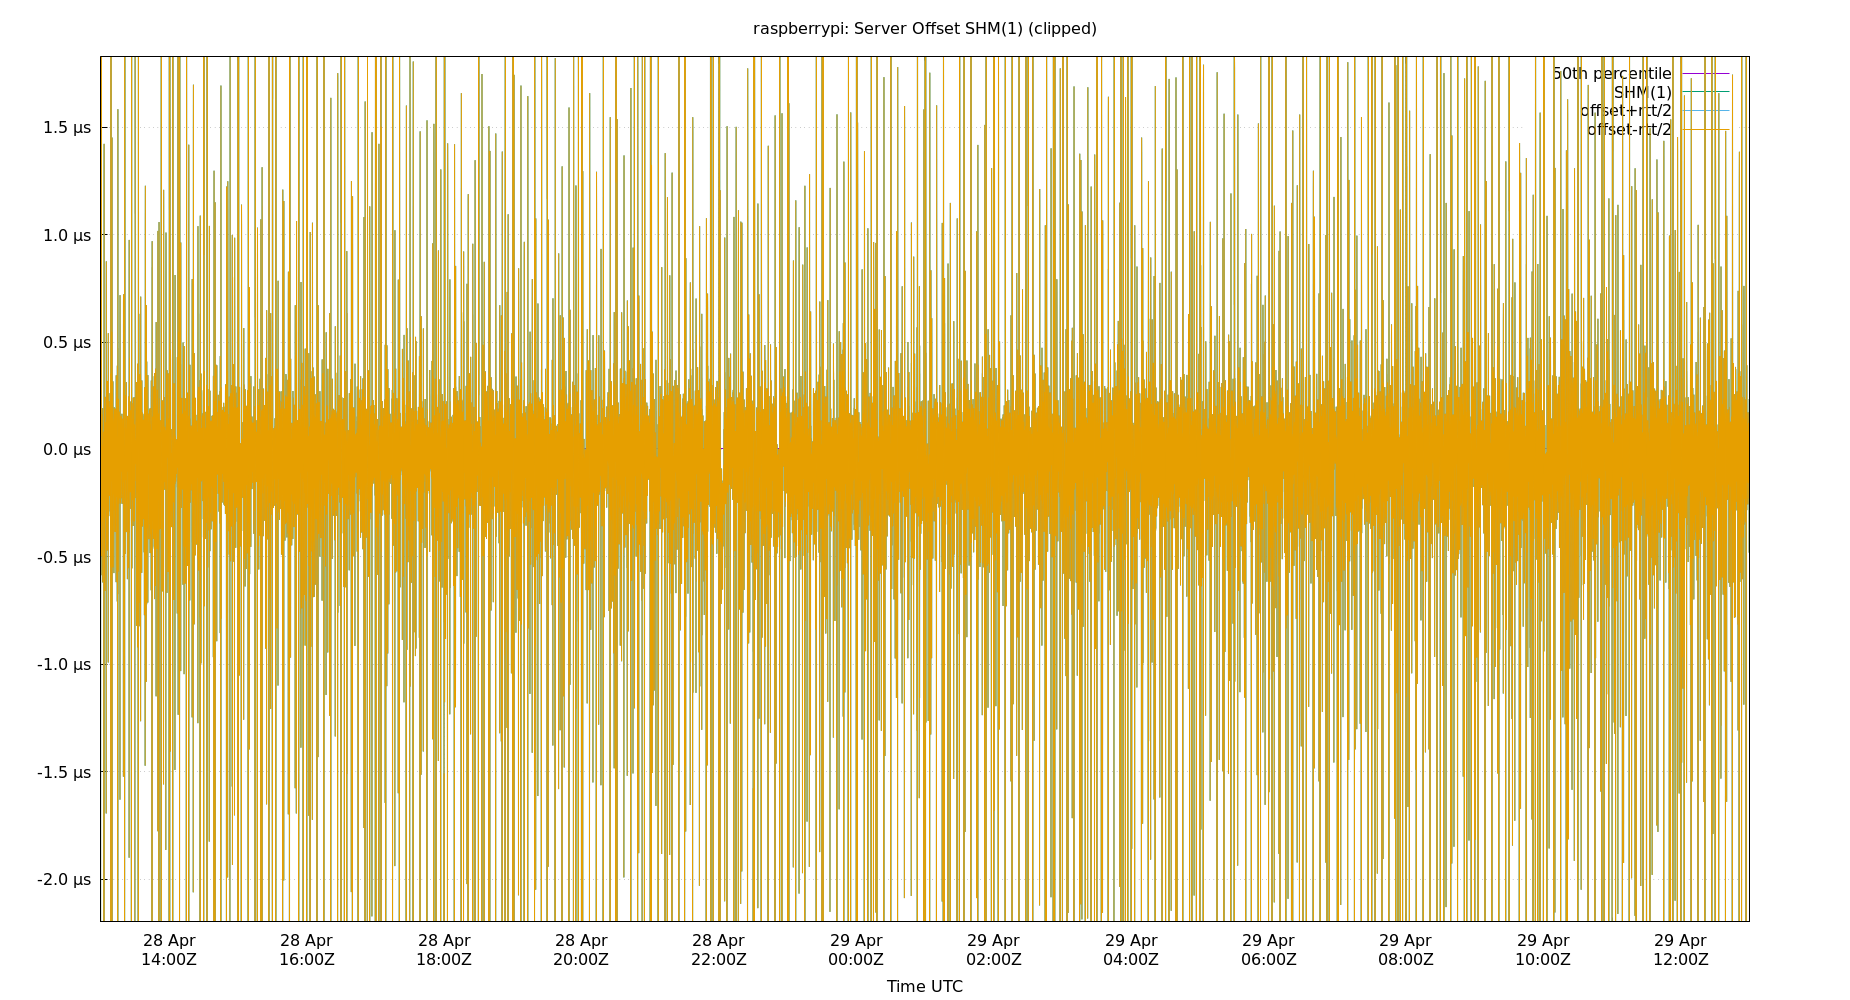 raspberrypi: Server Offset SHM(1) (clipped)
50th percentile
SHM(1)
offset+rtt/2
offset-rtt/2
1.5 µs
1.0 µs
0.5 µs
0.0 µs
-0.5 µs
-1.0 µs
-1.5 µs
-2.0 µs
28 Apr 28 Apr 28 Apr 28 Apr 28 Apr 29 Apr 29 Apr 29 Apr 29 Apr 29 Apr 29 Apr 29 Apr
14:00Z 16:00Z 18:00Z 20:00Z 22:00Z 00:00Z 02:00Z 04:00Z 06:00Z 08:00Z 10:00Z 12:00Z
Time UTC